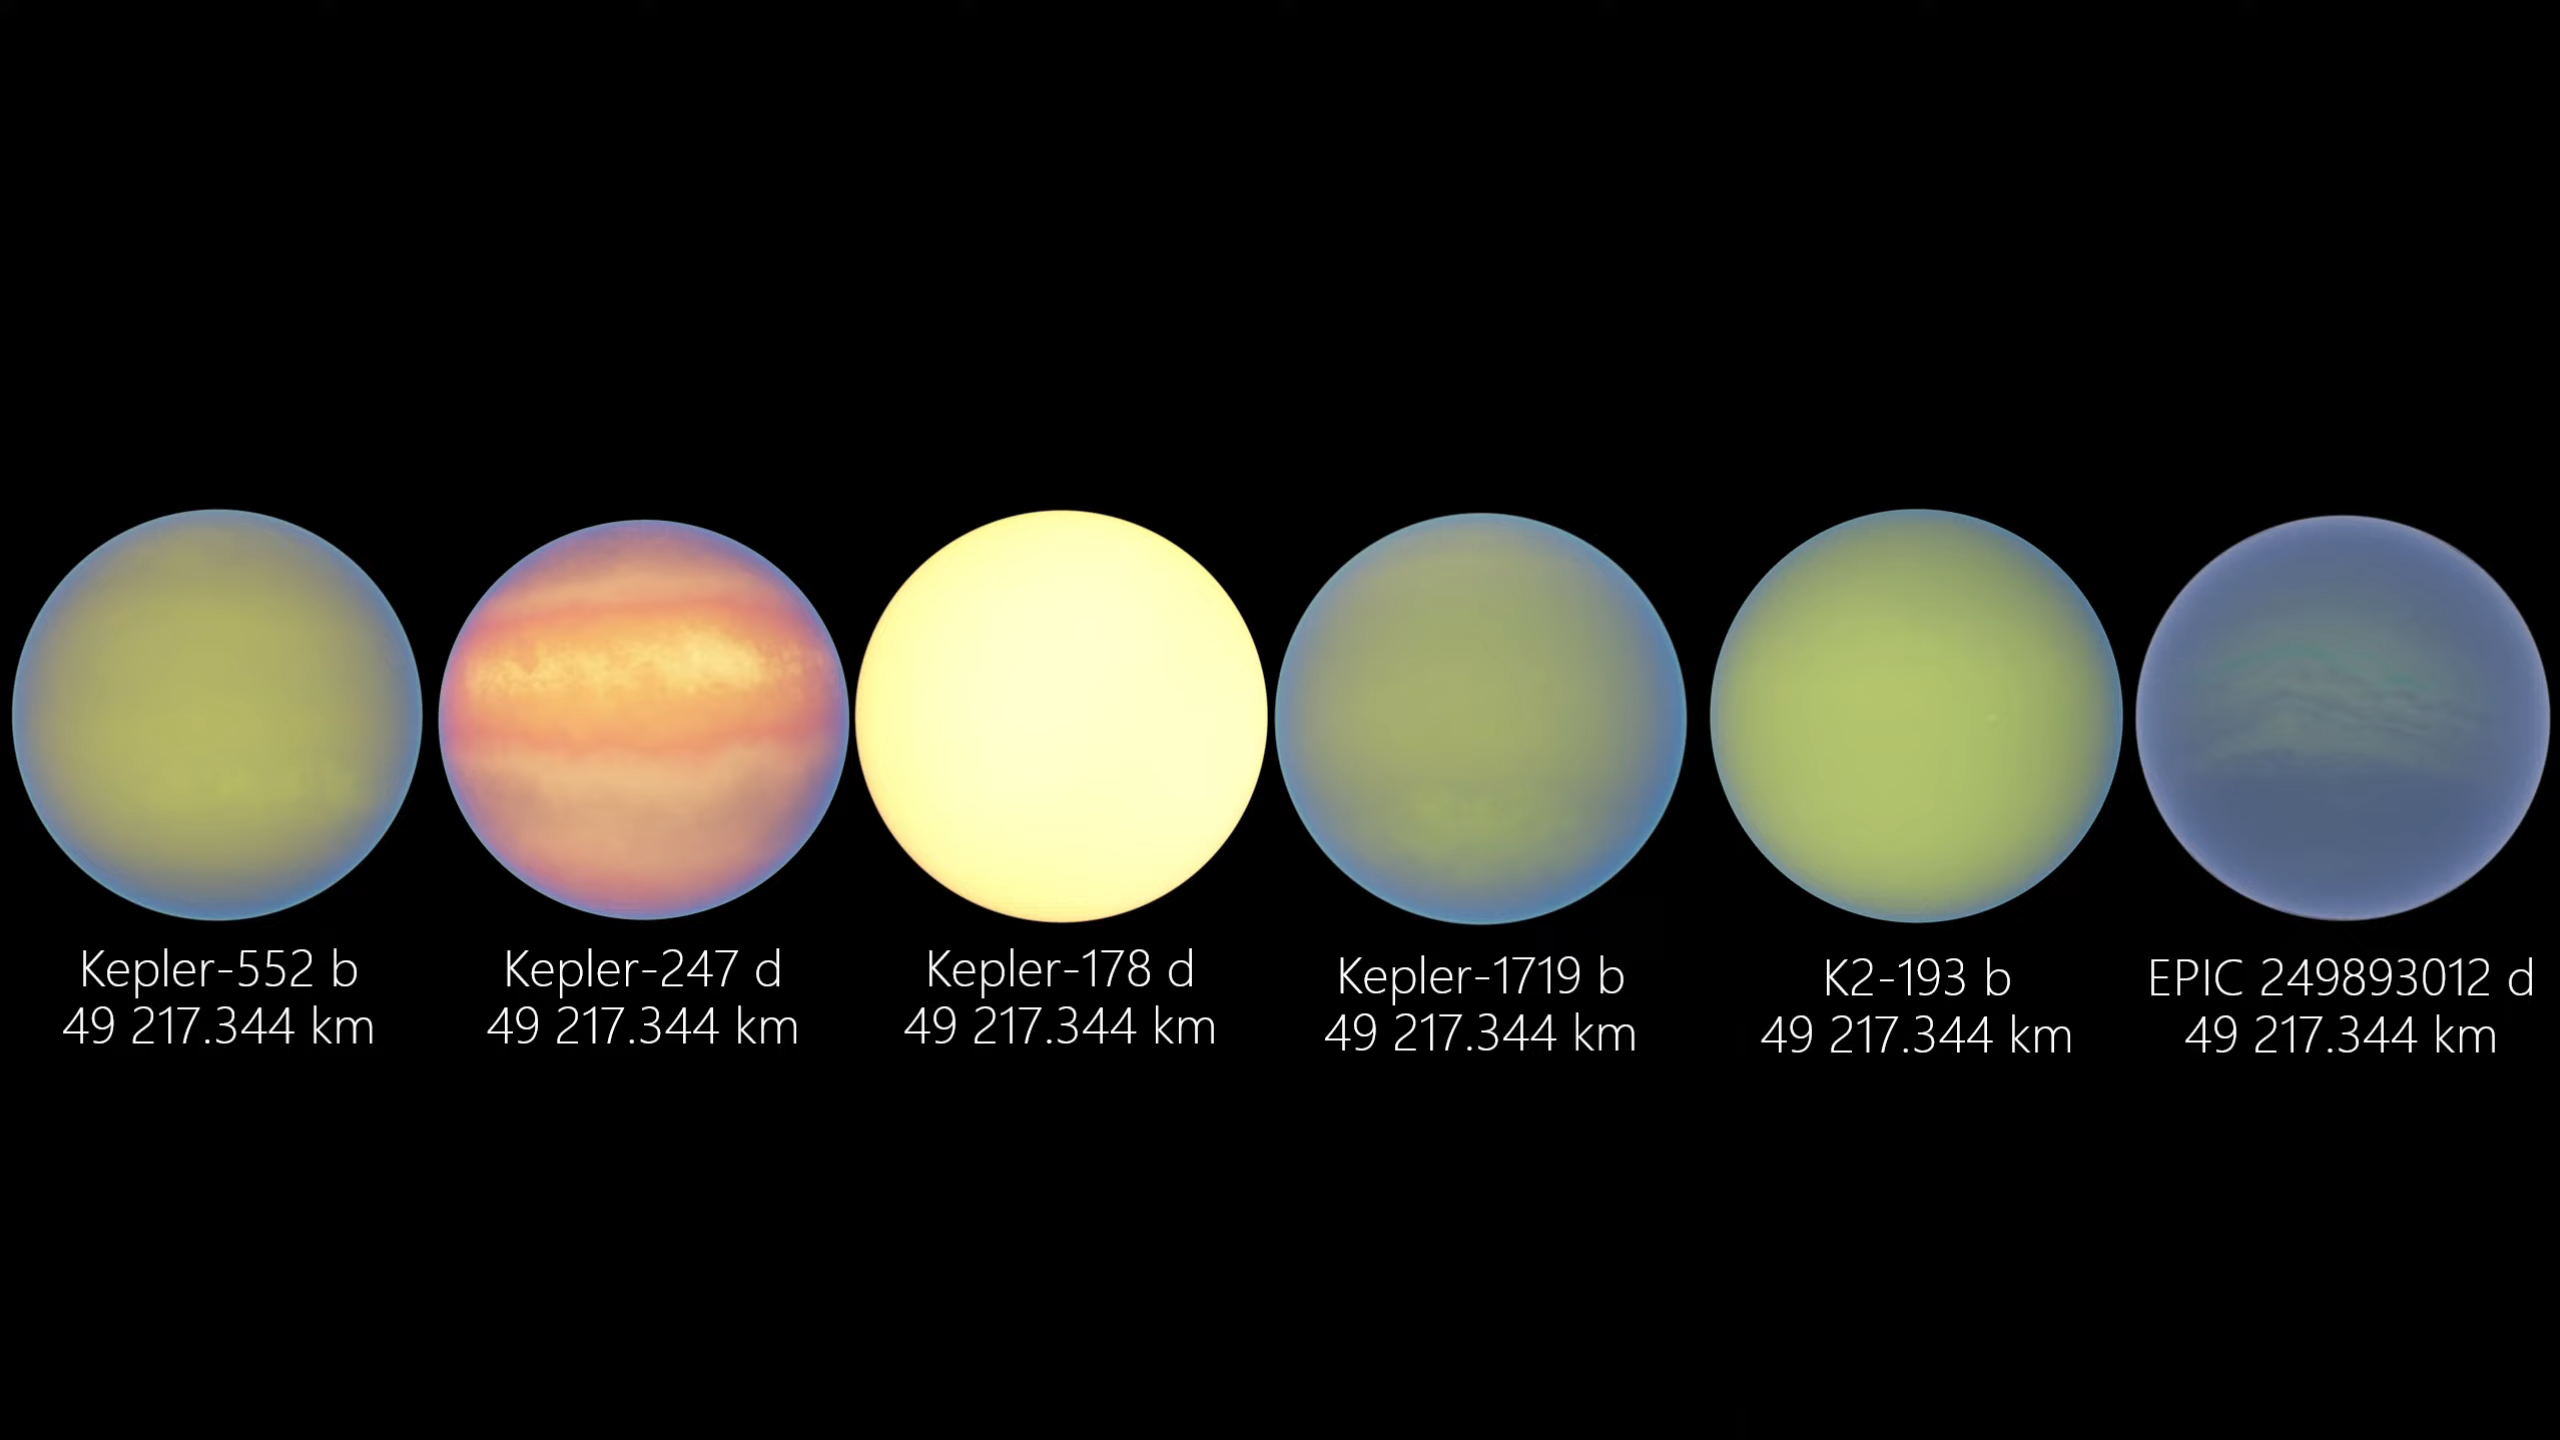 Kepler-552 b
49 217.344 km
Kepler-247 d
49 217.344 km
Kepler-178 d
49 217.344 km
Kepler-1719 b
49 217.344 km
K2-193 b
49 217.344 km
EPIC 249893012 d
49 217.344 km